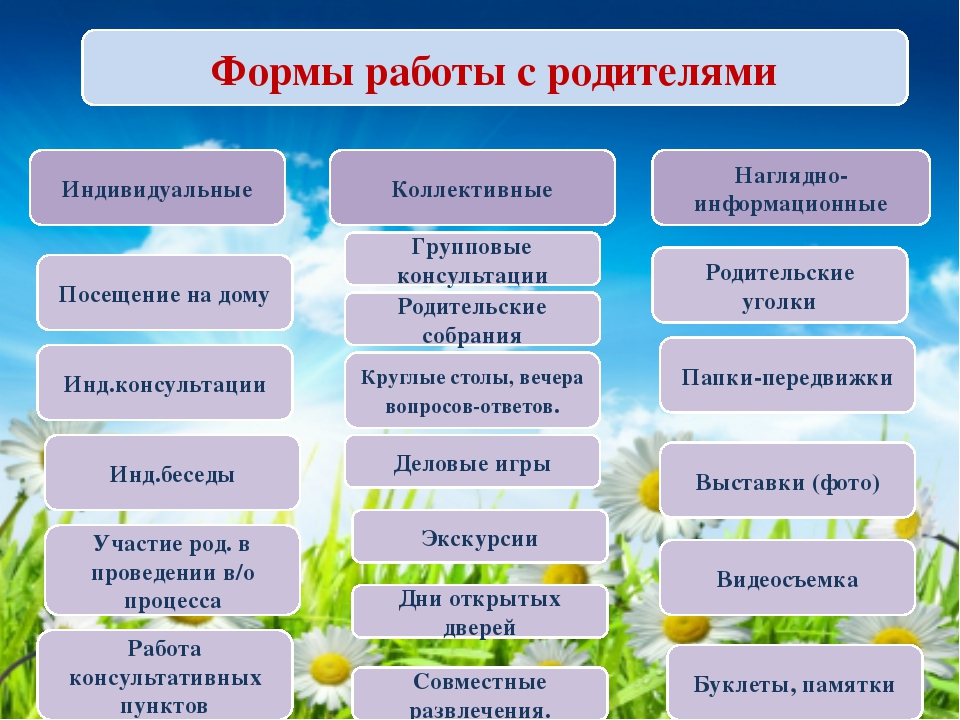 Формы работы с родителями
Индивидуальные
Посещение на дому
Инд.консультации
Инд.беседы
Участие род. в
проведении в/о
процесса
Работа
консультативных
пунктов
Коллективные
Групповые
консультации
Родительские
собрания
Круглые столы, вечера
вопросов-ответов.
Деловые игры
Экскурсии
Дни открытых
дверей
Совместные
развлечения.
Наглядно-
информационные
Родительские
уголки
Папки-передвижки
Выставки (фото)
Видеосъемка
Буклеты, памятки